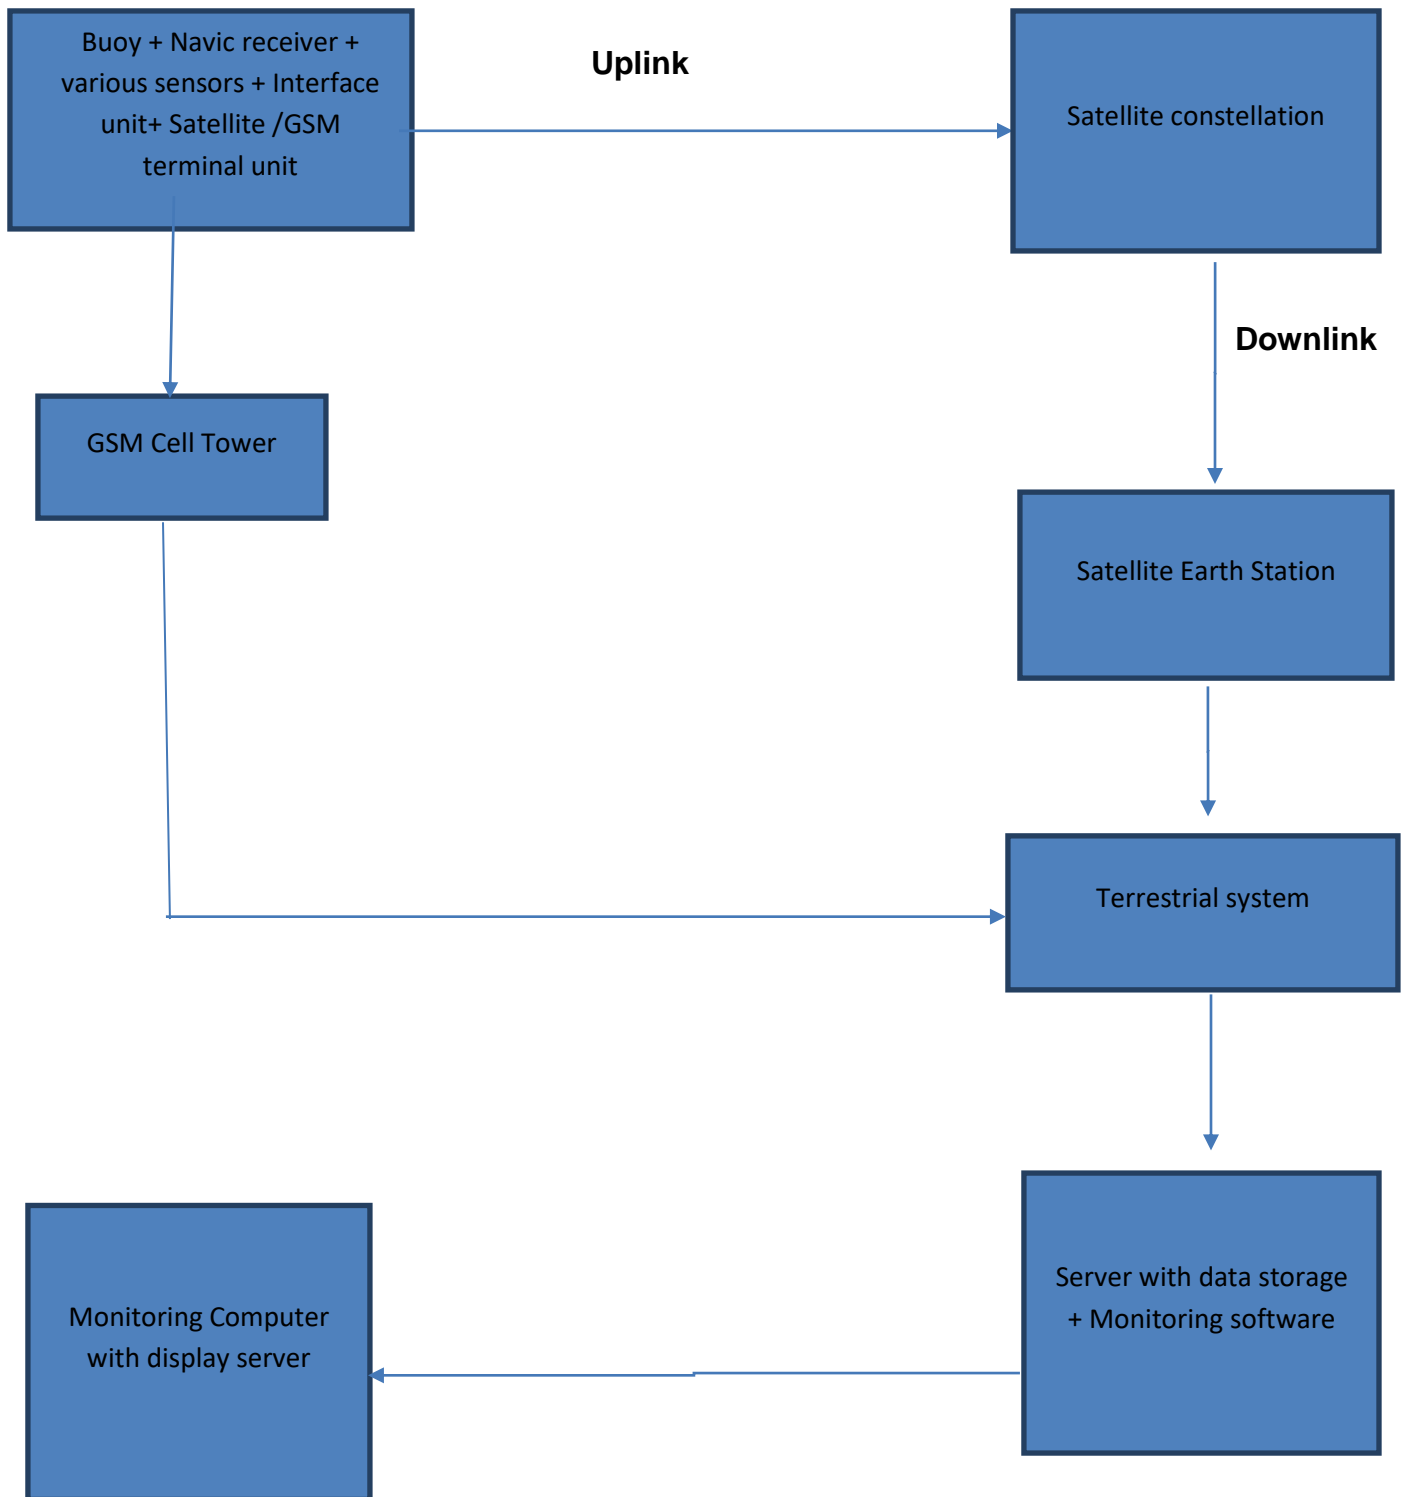 Buoy + Navic receiver +
various sensors + Interface
unit+ Satellite /GSM
terminal unit
Uplink
Satellite constellation
Downlink
GSM Cell Tower
Satellite Earth Station
Terrestrial system
Server with data storage
+ Monitoring software
Monitoring Computer
with display server